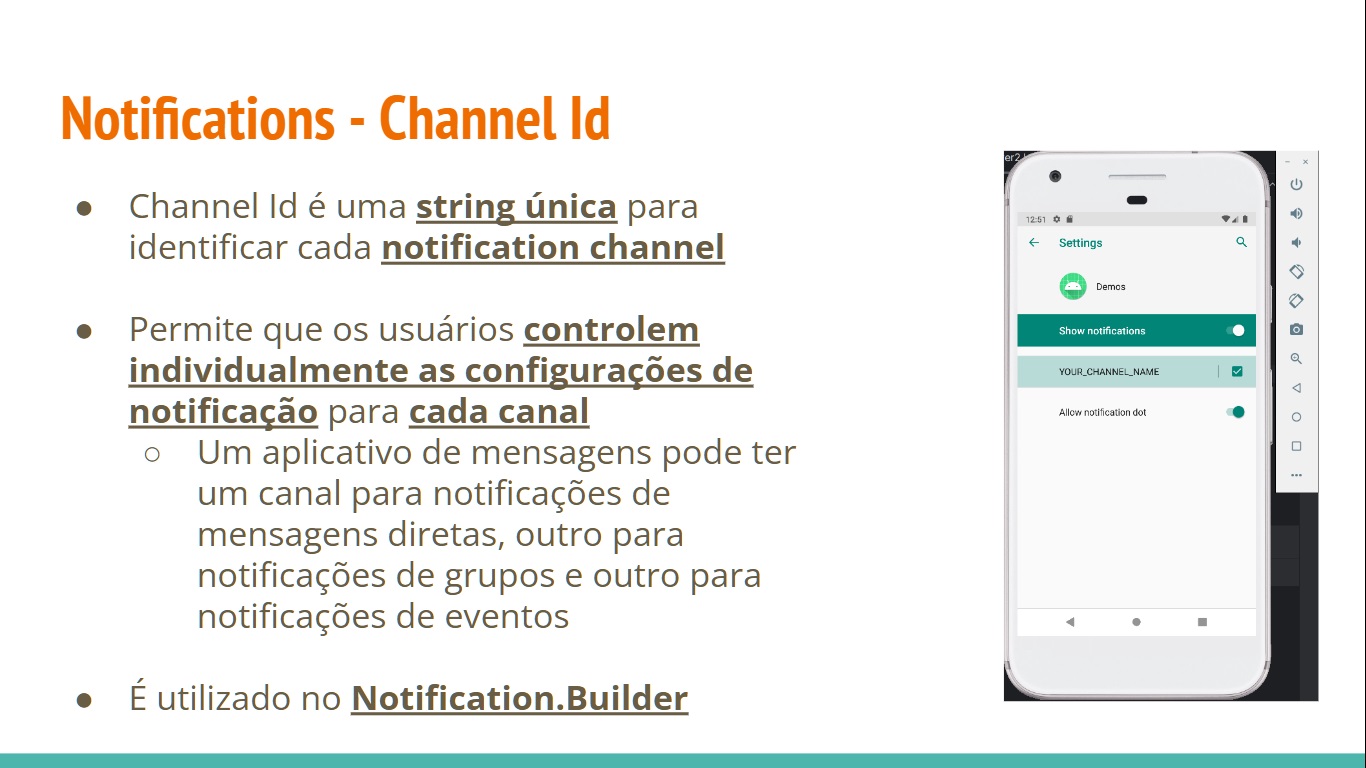 Notifications - Channel Id
● Channel Id é uma string única para
identificar cada notification channel
● Permite que os usuários controlem
individualmente as configurações de
notificação para cada canal
○ Um aplicativo de mensagens pode ter
um canal para notificações de
mensagens diretas, outro para
notificações de grupos e outro para
notificações de eventos
● É utilizado no Notification.Builder
er2.
12:51
Settings
Demos
Show notifications
YOUR_CHANNEL_NAME
Allow notification dot